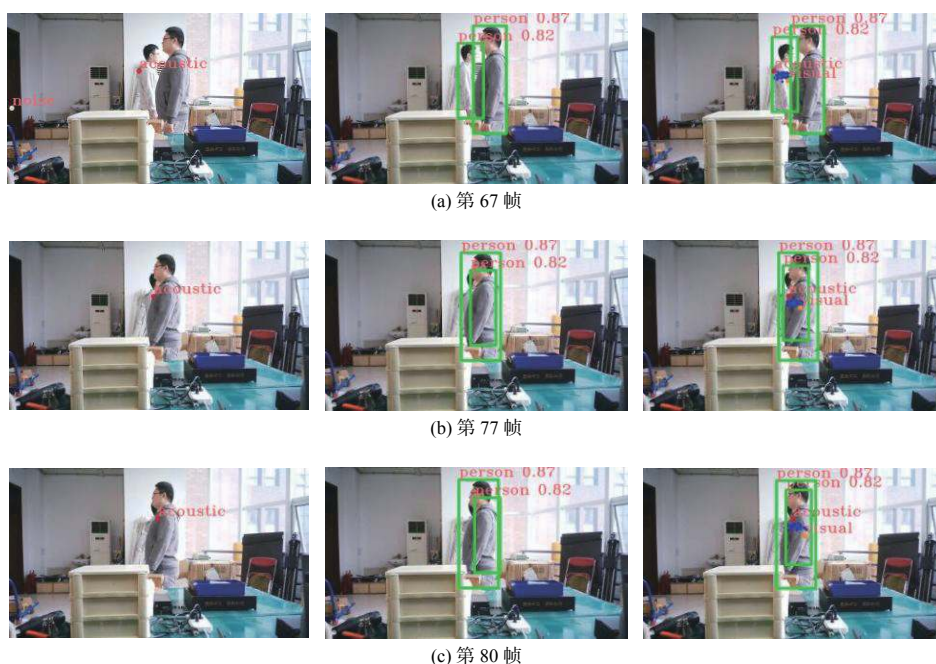 noise
acoustic
person 0.87
person 0.82
person 0.87
person 0.82
acoustic
visual
(a) 第 67 帧
acoustic
person 0.87
person 0.82
person 0.87
person 0.82
acoustic
visual
(b) 第 77 帧
acoustic
person 0.87
person 0.82
person 0.87
person 0.82
acoustic
visual
(c) 第 80 帧